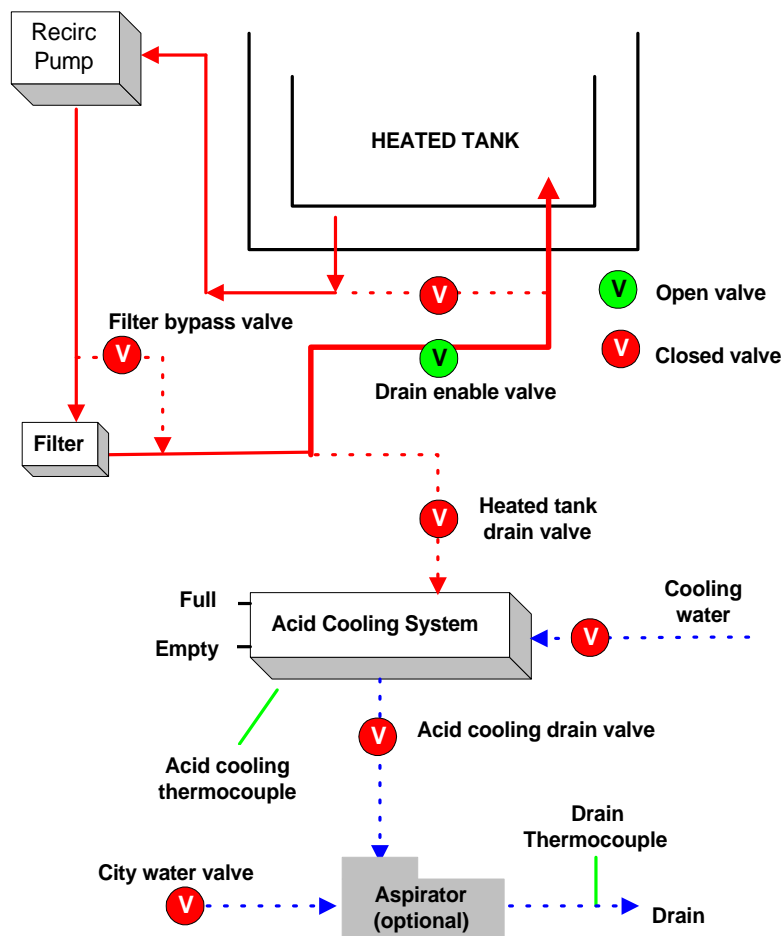 Recirc
Pump
HEATED TANK
V
Filter bypass valve
V
V
Open valve
V
Closed valve
V
Drain enable valve
Filter
V
Heated tank
drain valve
Full
Empty
Acid Cooling System
Cooling
water
V
V
Acid cooling drain valve
Acid cooling
thermocouple
Drain
Thermocouple
City water valve
V
Aspirator
(optional)
Drain